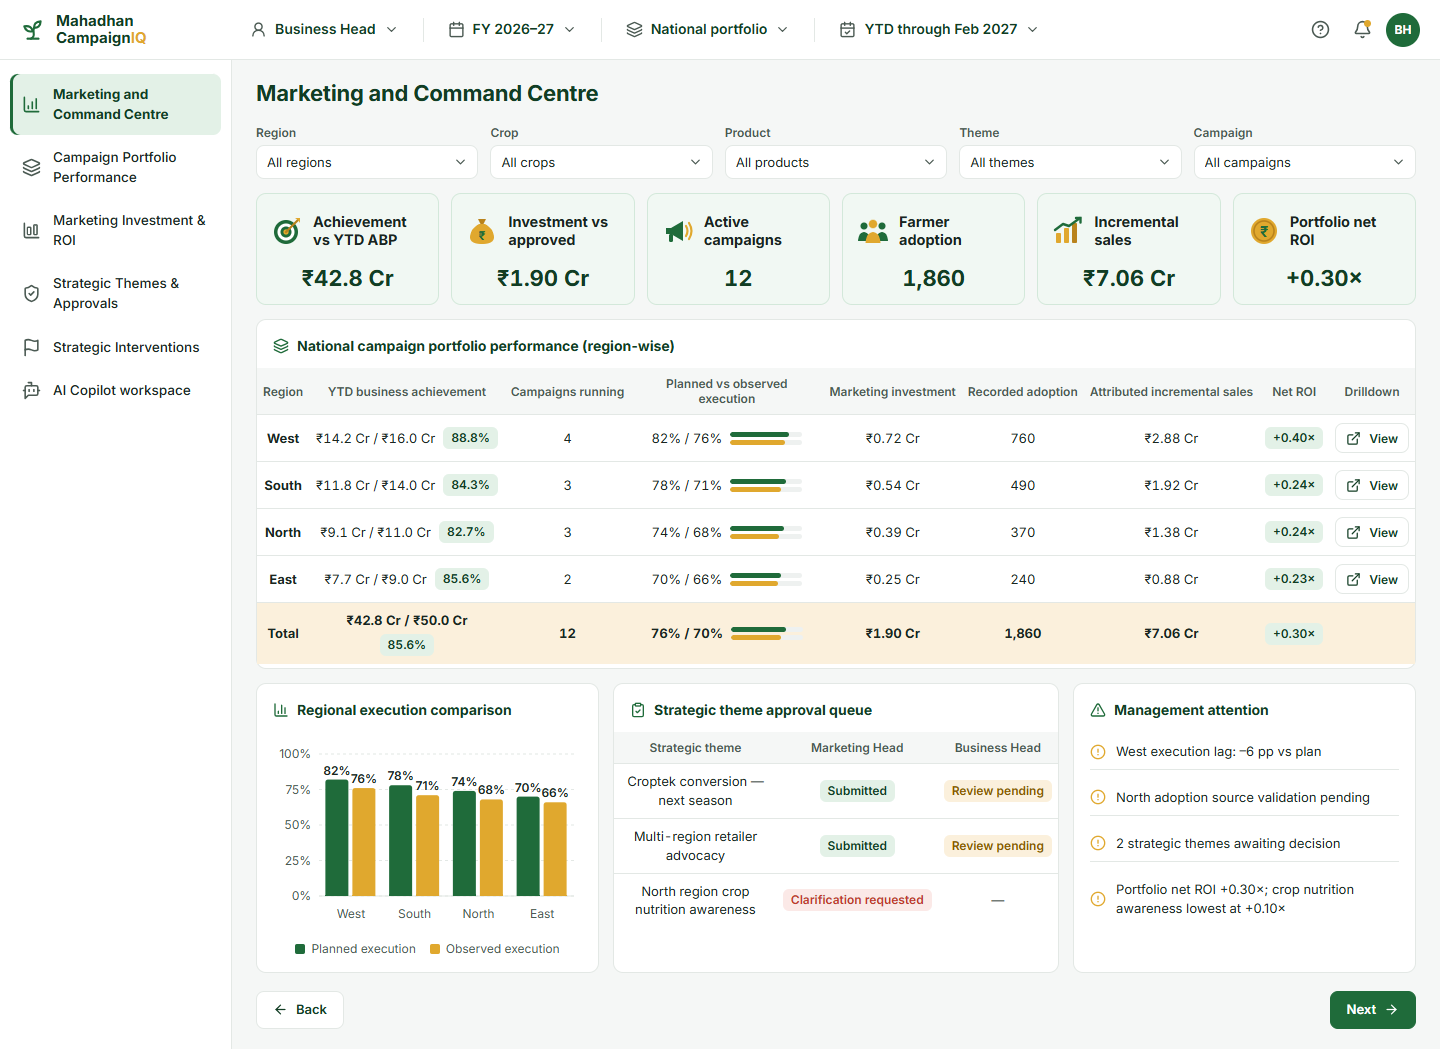 Mahadhan
CampaignIQ
Business Head
FY 2026–27
National portfolio
YTD through Feb 2027
BH
Marketing and
Command Centre
Campaign Portfolio
Performance
Marketing Investment &
ROI
Strategic Themes &
Approvals
Strategic Interventions
AI Copilot workspace
Marketing and Command Centre
Region
Crop
Product
Theme
Campaign
All regions
All crops
All products
All themes
All campaigns
Achievement
vs YTD ABP
₹42.8 Cr
Investment vs
approved
₹1.90 Cr
Active
campaigns
12
Farmer
adoption
1,860
Incremental
sales
₹7.06 Cr
Portfolio net
ROI
+0.30×
National campaign portfolio performance (region-wise)
Region YTD business achievement Campaigns running Planned vs observed execution Marketing investment Recorded adoption Attributed incremental sales Net ROI Drilldown
West ₹14.2 Cr / ₹16.0 Cr 88.8% 4 82% / 76% ₹0.72 Cr 760 ₹2.88 Cr +0.40× View
South ₹11.8 Cr / ₹14.0 Cr 84.3% 3 78% / 71% ₹0.54 Cr 490 ₹1.92 Cr +0.24× View
North ₹9.1 Cr / ₹11.0 Cr 82.7% 3 74% / 68% ₹0.39 Cr 370 ₹1.38 Cr +0.24× View
East ₹7.7 Cr / ₹9.0 Cr 85.6% 2 70% / 66% ₹0.25 Cr 240 ₹0.88 Cr +0.23× View
Total ₹42.8 Cr / ₹50.0 Cr 85.6% 12 76% / 70% ₹1.90 Cr 1,860 ₹7.06 Cr +0.30×
Regional execution comparison
100%
75%
50%
25%
0%
82% 76% 78% 71% 74% 68% 70% 66%
West South North East
Planned execution Observed execution
Strategic theme approval queue
Strategic theme Marketing Head Business Head
Croptek conversion —
next season
Submitted
Review pending
Multi-region retailer
advocacy
Submitted
Review pending
North region crop
nutrition awareness
Clarification requested
—
Management attention
West execution lag: −6 pp vs plan
North adoption source validation pending
2 strategic themes awaiting decision
Portfolio net ROI +0.30×; crop nutrition
awareness lowest at +0.10×
Back
Next